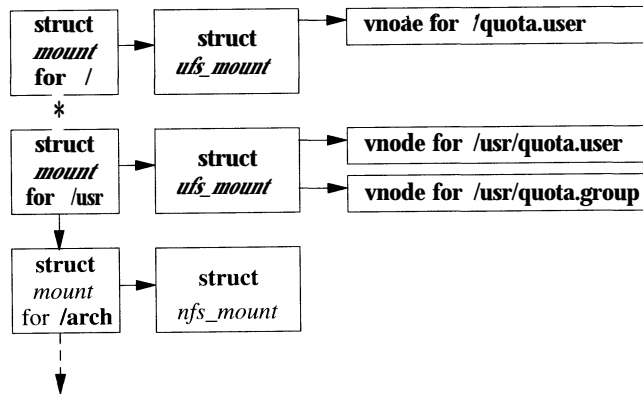 struct
mount
for /
struct
ufs_mount
vnode for /quota.user
*
struct
mount
for /usr
struct
ufs_mount
vnode for /usr/quota.user
vnode for /usr/quota.group
struct
mount
for /arch
struct
nfs_mount